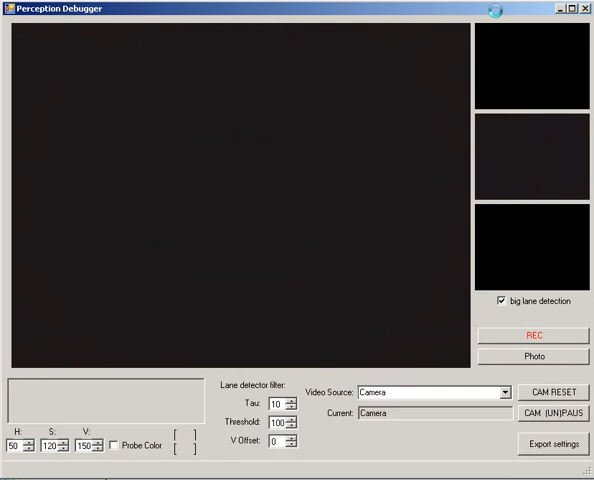 Perception Debugger
big lane detection
REC
Photo
Lane detector filter:
Tau: 10
Threshold: 100
V Offset: 0
Video Source: Camera
Current: Camera
CAM RESET
CAM (UN)PAUS
Export settings
H: S: V:
50 120 150 Probe Color [ ]
[ ]